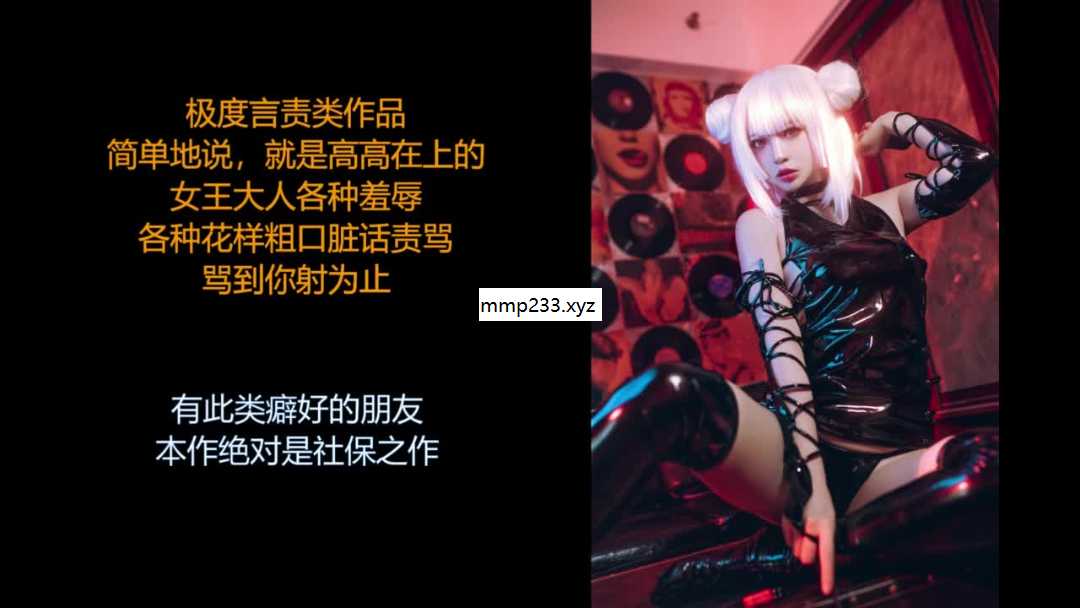 极度言责类作品
简单地说，就是高高在上的
女王大人各种羞辱
各种花样粗口脏话责骂
骂到你射为止
mmp233.xyz
有此类癖好的朋友
本作绝对是社保之作